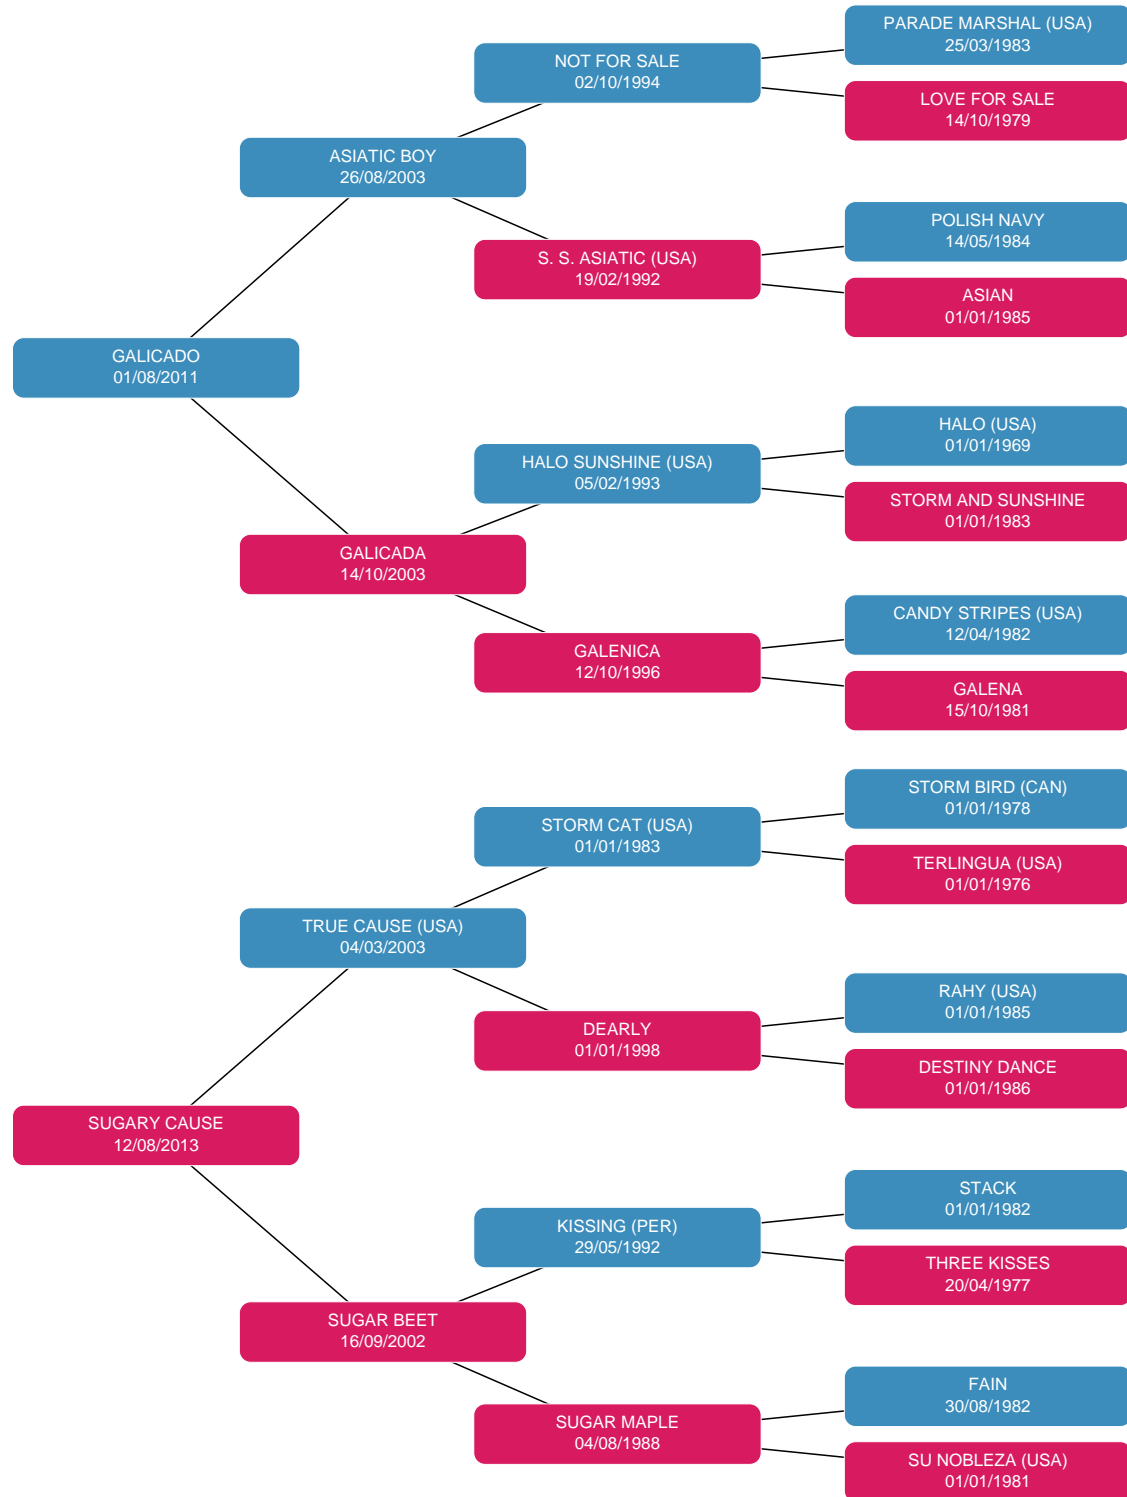 PARADE MARSHAL (USA)
25/03/1983
NOT FOR SALE
02/10/1994
LOVE FOR SALE
14/10/1979
ASIATIC BOY
26/08/2003
POLISH NAVY
14/05/1984
S. S. ASIATIC (USA)
19/02/1992
ASIAN
01/01/1985
GALICADO
01/08/2011
HALO (USA)
01/01/1969
HALO SUNSHINE (USA)
05/02/1993
STORM AND SUNSHINE
01/01/1983
GALICADA
14/10/2003
CANDY STRIPES (USA)
12/04/1982
GALENICA
12/10/1996
GALENA
15/10/1981
STORM BIRD (CAN)
01/01/1978
STORM CAT (USA)
01/01/1983
TERLINGUA (USA)
01/01/1976
TRUE CAUSE (USA)
04/03/2003
RAHY (USA)
01/01/1985
DEARLY
01/01/1998
DESTINY DANCE
01/01/1986
SUGARY CAUSE
12/08/2013
STACK
01/01/1982
KISSING (PER)
29/05/1992
THREE KISSES
20/04/1977
SUGAR BEET
16/09/2002
FAIN
30/08/1982
SUGAR MAPLE
04/08/1988
SU NOBLEZA (USA)
01/01/1981